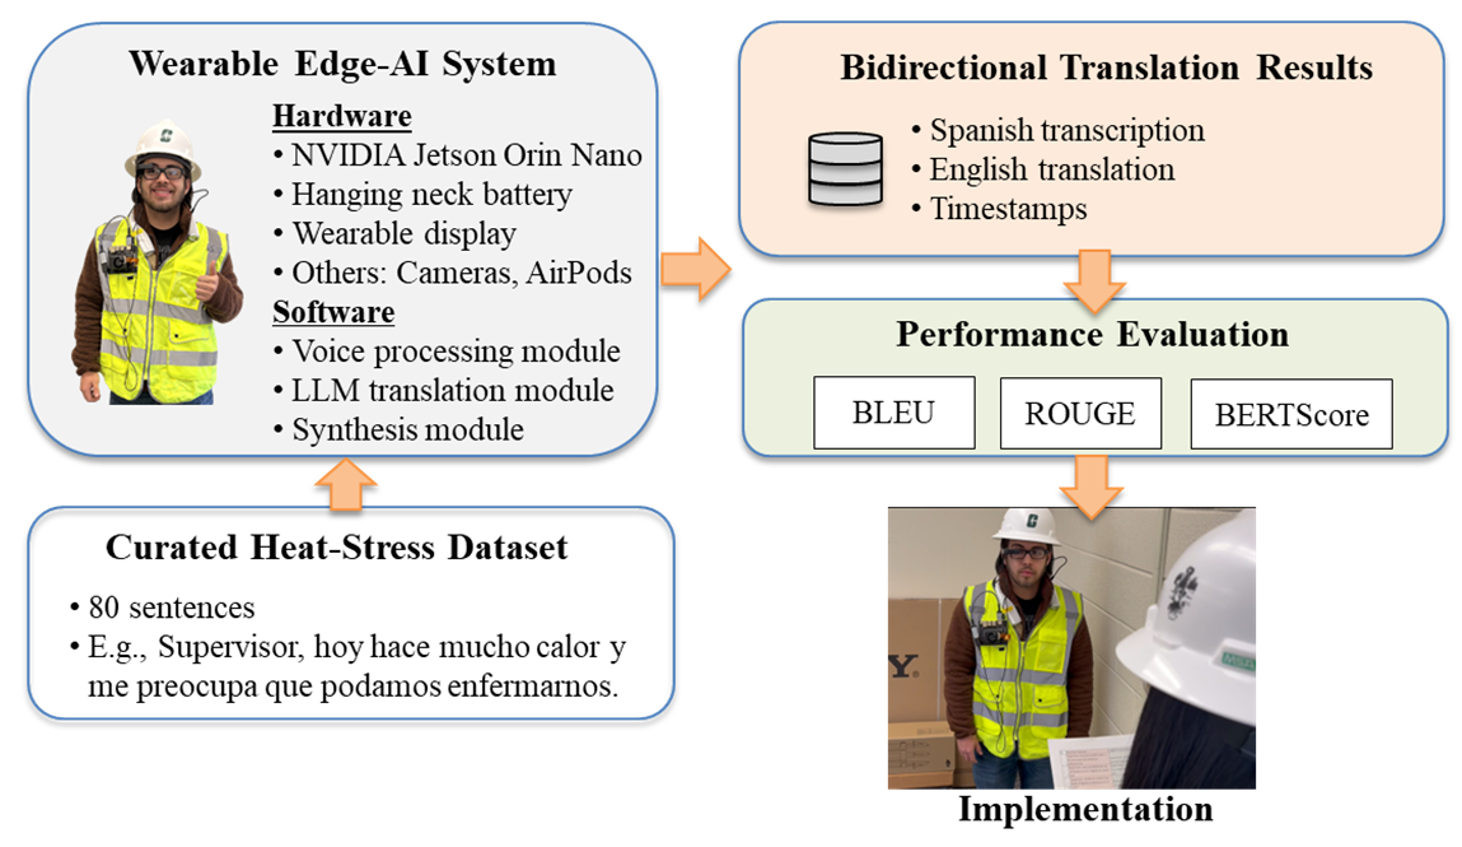 Wearable Edge-AI System
Hardware
• NVIDIA Jetson Orin Nano
• Hanging neck battery
• Wearable display
• Others: Cameras, AirPods
Software
• Voice processing module
• LLM translation module
• Synthesis module
Curated Heat-Stress Dataset
• 80 sentences
• E.g., Supervisor, hoy hace mucho calor y
me preocupa que podamos enfermarnos.
Bidirectional Translation Results
• Spanish transcription
• English translation
• Timestamps
Performance Evaluation
BLEU
ROUGE
BERTScore
C
C
Y.
Implementation